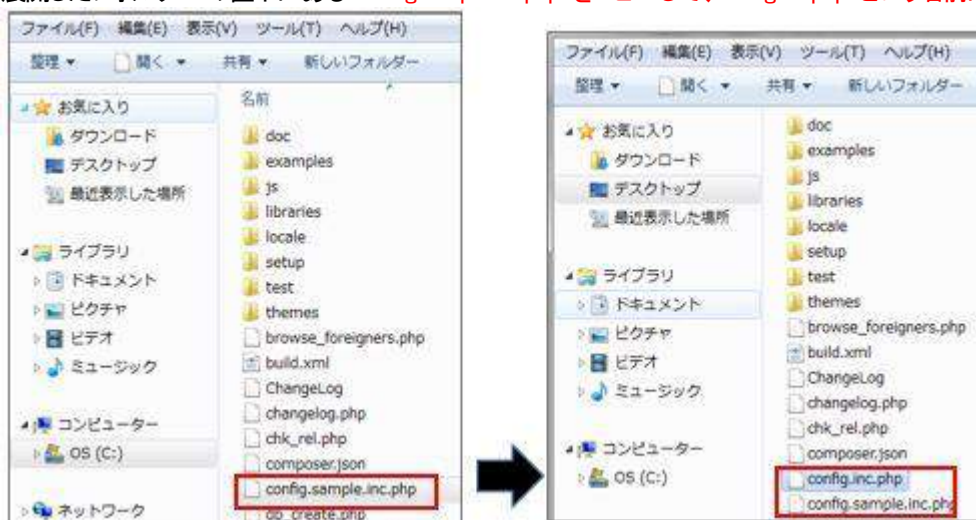 ファイル(F) 編集(E) 表示(V) ツール(T) ヘルプ(H)
整理 開く 共有 新しいフォルダー
お気に入り
ダウンロード
デスクトップ
最近表示した場所
ライブラリ
ドキュメント
ピクチャ
ビデオ
ミュージック
コンピューター
OS (C:)
ネットワーク
名前
doc
examples
js
libraries
locale
setup
test
themes
browse_foreigners.php
build.xml
ChangeLog
changelog.php
chk_rel.php
composer.json
config.sample.inc.php
db_create.php
ファイル(F) 編集(E) 表示(V) ツール(T) ヘルプ(H)
整理 開く 共有 新しいフォルダー
お気に入り
ダウンロード
デスクトップ
最近表示した場所
ライブラリ
ドキュメント
ピクチャ
ビデオ
ミュージック
コンピューター
OS (C:)
doc
examples
js
libraries
locale
setup
test
themes
browse_foreigners.php
build.xml
ChangeLog
changelog.php
chk_rel.php
composer.json
config.inc.php
config.sample.inc.php